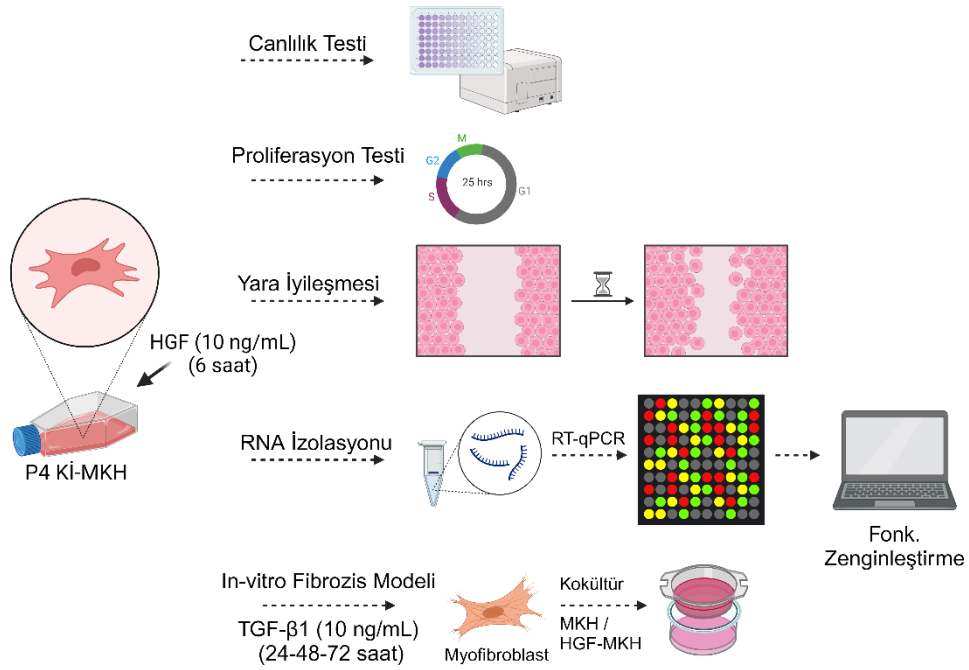 Canlılık Testi
Proliferasyon Testi
M
G2
S
G1
25 hrs
Yara İyileşmesi
HGF (10 ng/mL)
(6 saat)
P4 Kİ-MKH
RNA İzolasyonu
RT-qPCR
Fonk.
Zenginleştirme
In-vitro Fibrozis Modeli
TGF-β1 (10 ng/mL)
(24-48-72 saat)
Myofibroblast
Kokültür
MKH /
HGF-MKH